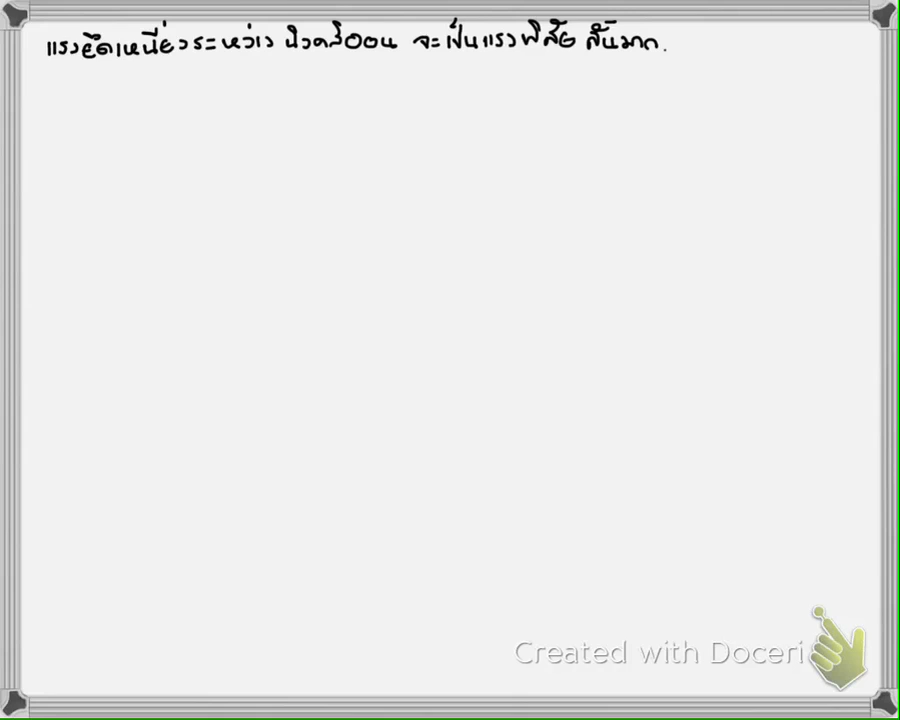 แรงยึดเหนี่ยวระหว่าง นิวคลีออน จะเป็นแรงพิสัย สั้นมาก.
Created with Doceri